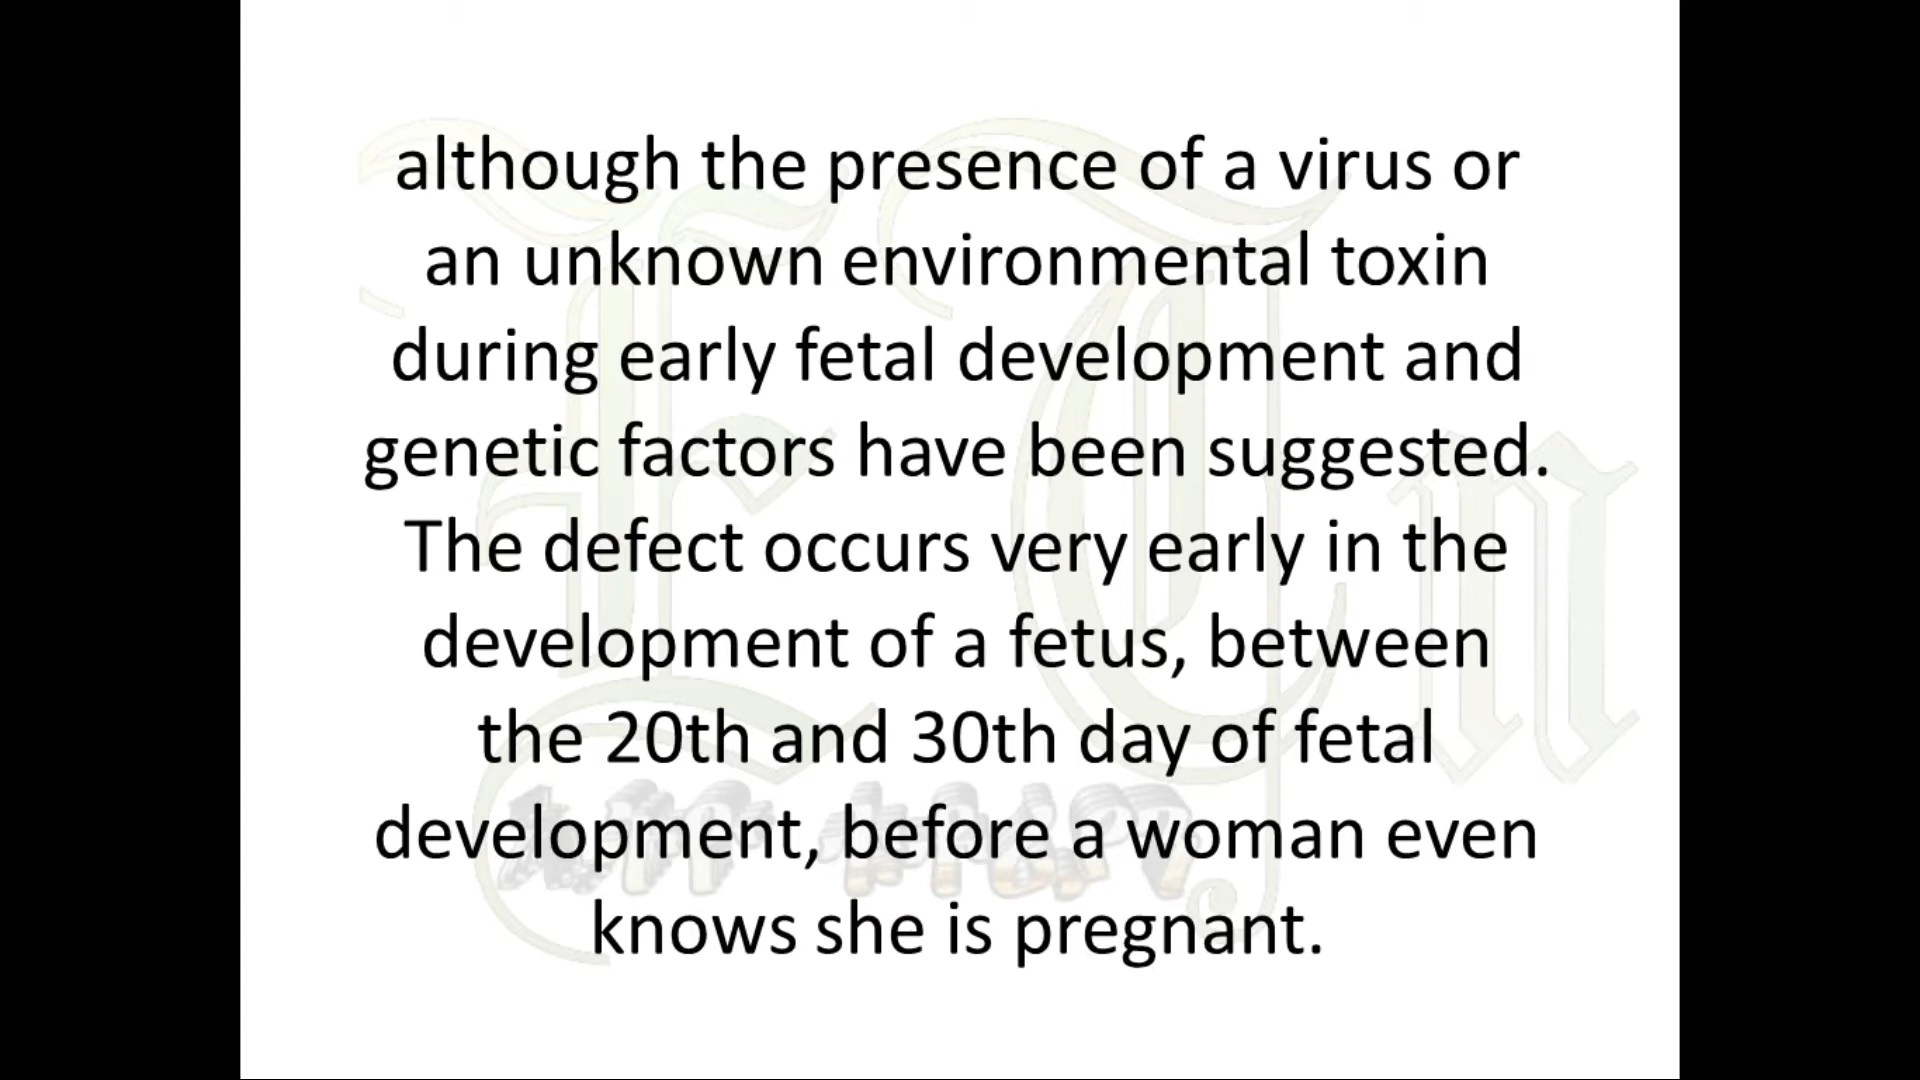 although the presence of a virus or
an unknown environmental toxin
during early fetal development and
genetic factors have been suggested.
The defect occurs very early in the
development of a fetus, between
the 20th and 30th day of fetal
development, before a woman even
knows she is pregnant.